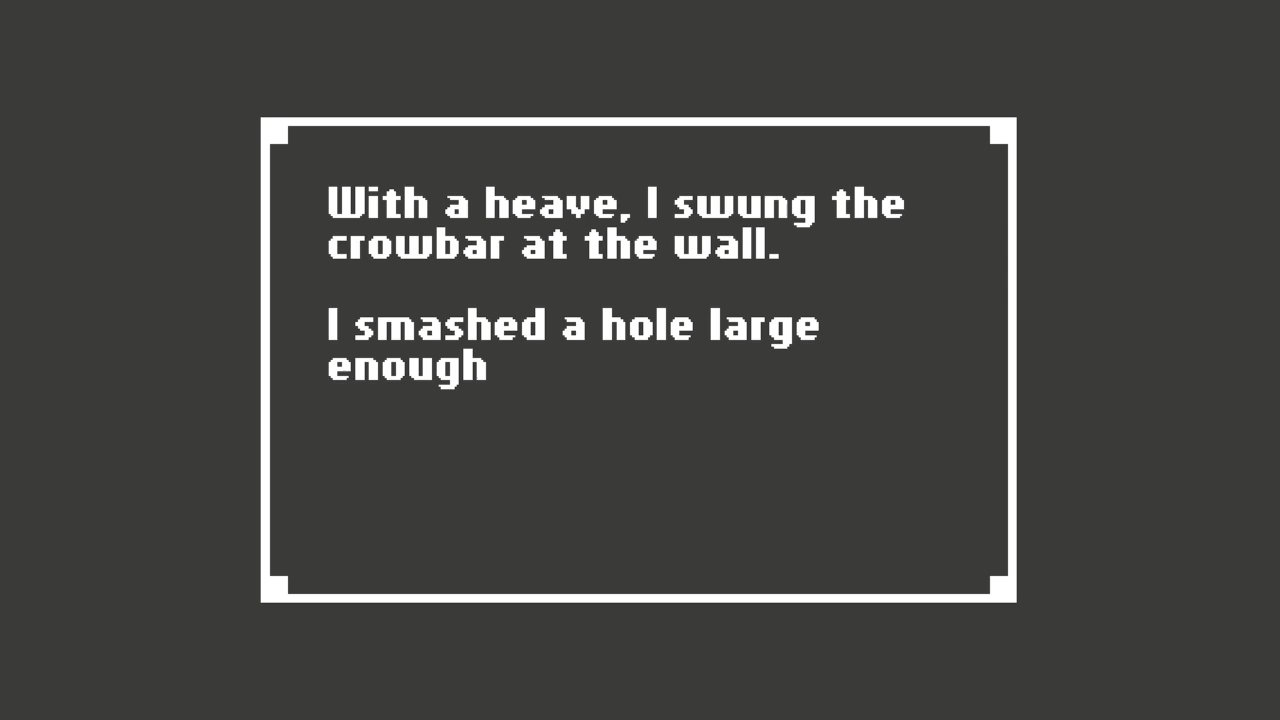 With a heave, I swung the
crowbar at the wall.
I smashed a hole large
enough